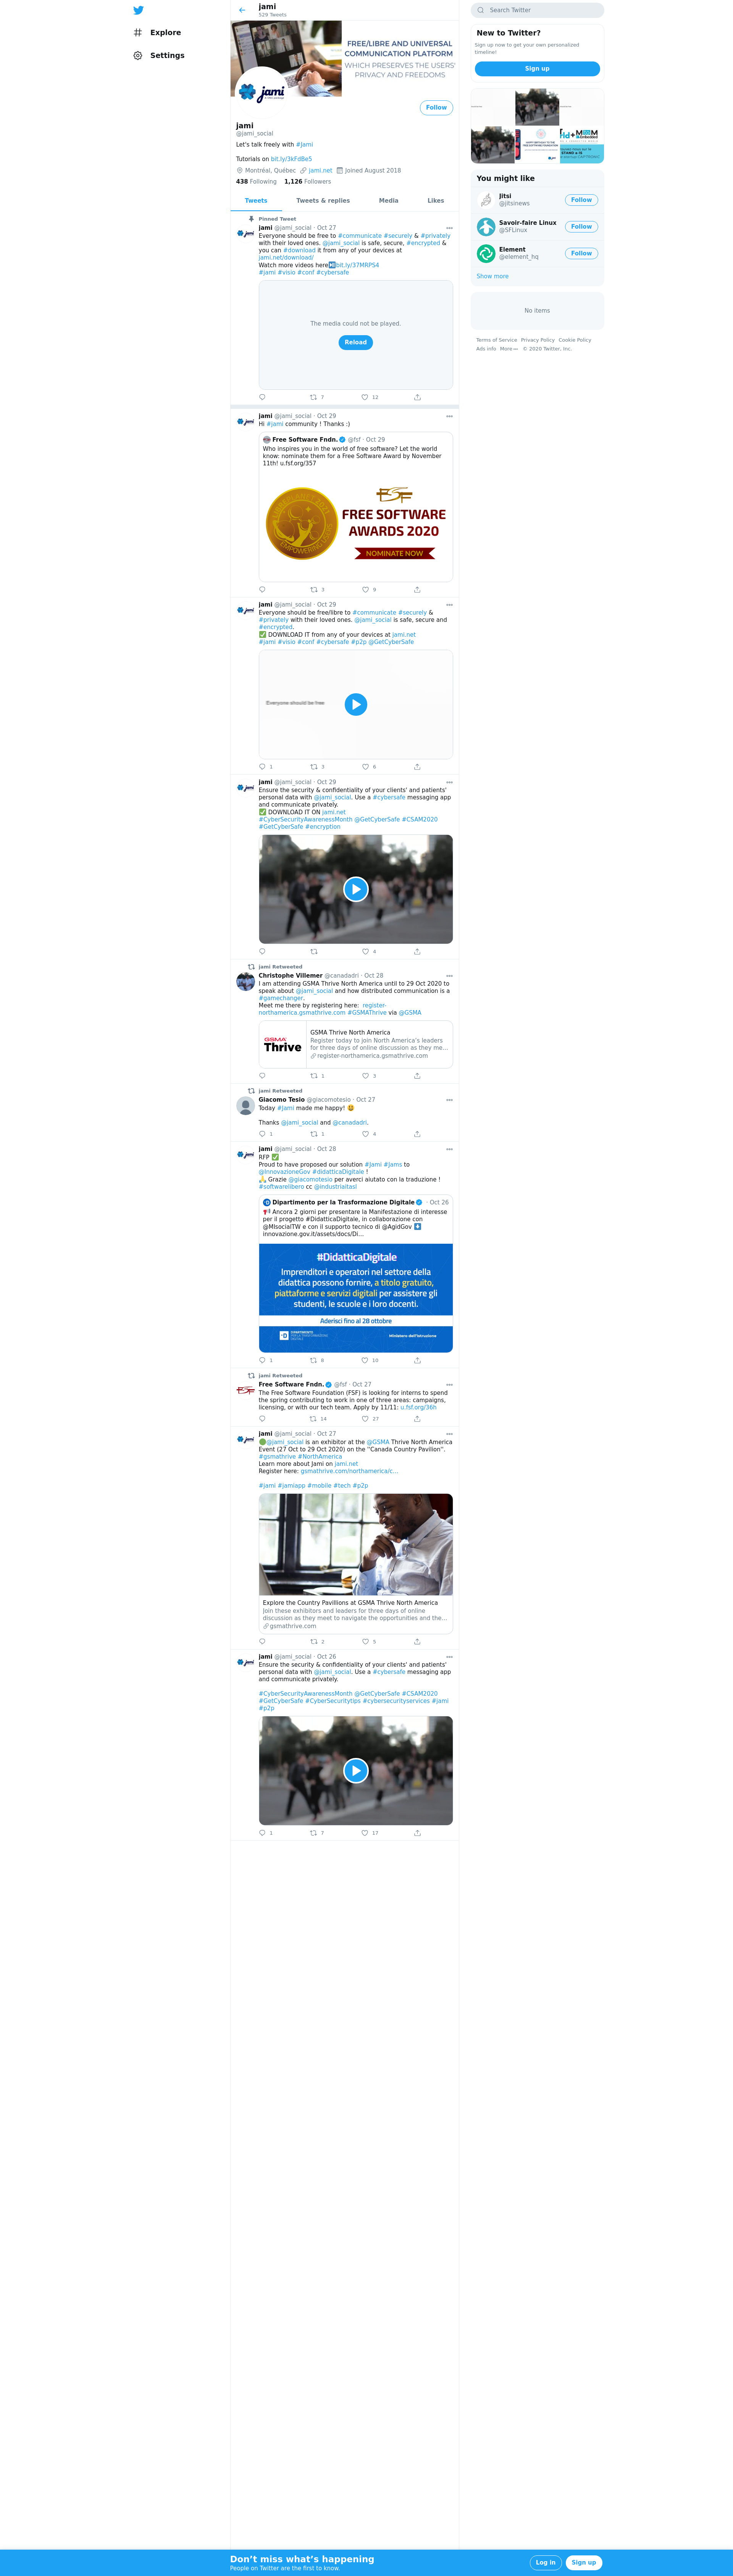 Explore
Settings
jami
529 Tweets
FREE/LIBRE AND UNIVERSAL
COMMUNICATION PLATFORM
WHICH PRESERVES THE USERS'
PRIVACY AND FREEDOMS
jami
Follow
jami
@jami_social
Let's talk freely with #Jami
Tutorials on bit.ly/3kFd8eS
Montréal, Québec jami.net Joined August 2018
438 Following 1,126 Followers
Tweets Tweets & replies Media Likes
Pinned Tweet
jami @jami_social · Oct 27
Everyone should be free to #communicate #securely & #privately
with their loved ones. @jami_social is safe, secure, #encrypted &
you can #download it from any of your devices at
jami.net/download/
Watch more videos here bit.ly/37MRPS4
#jami #visio #conf #cybersafe
The media could not be played.
Reload
7 12
jami @jami_social · Oct 29
Hi #jami community ! Thanks :)
Free Software Fndn. @fsf · Oct 29
Who inspires you in the world of free software? Let the world
know: nominate them for a Free Software Award by November
11th! u.fsf.org/357
FREE SOFTWARE
AWARDS 2020
NOMINATE NOW
3 9
jami @jami_social · Oct 29
Everyone should be free/libre to #communicate #securely &
#privately with their loved ones. @jami_social is safe, secure and
#encrypted.
✅ DOWNLOAD IT from any of your devices at jami.net
#jami #visio #conf #cybersafe #p2p @GetCyberSafe
Everyone should be free
1 3 6
jami @jami_social · Oct 29
Ensure the security & confidentiality of your clients' and patients'
personal data with @jami_social. Use a #cybersafe messaging app
and communicate privately.
✅ DOWNLOAD IT ON jami.net
#CyberSecurityAwarenessMonth @GetCyberSafe #CSAM2020
#GetCyberSafe #encryption
4
jami Retweeted
Christophe Villemer @canadadri · Oct 28
I am attending GSMA Thrive North America until to 29 Oct 2020 to
speak about @jami_social and how distributed communication is a
#gamechanger.
Meet me there by registering here: register-
northamerica.gsmathrive.com #GSMAThrive via @GSMA
GSMA
Thrive
GSMA Thrive North America
Register today to join North America's leaders
for three days of online discussion as they me...
register-northamerica.gsmathrive.com
1 3
jami Retweeted
Giacomo Tesio @giacomotesio · Oct 27
Today #Jami made me happy! 😃
Thanks @jami_social and @canadadri.
1 1 4
jami @jami_social · Oct 28
RFP ✅
Proud to have proposed our solution #Jami #Jams to
@InnovazioneGov #didatticaDigitale !
🙏 Grazie @giacomotesio per averci aiutato con la traduzione !
#softwarelibero cc @industriaitasl
Dipartimento per la Trasformazione Digitale · Oct 26
Ancora 2 giorni per presentare la Manifestazione di interesse
per il progetto #DidatticaDigitale, in collaborazione con
@MIsocialTW e con il supporto tecnico di @AgidGov
innovazione.gov.it/assets/docs/Di...
#DidatticaDigitale
Imprenditori e operatori nel settore della
didattica possono fornire, a titolo gratuito,
piattaforme e servizi digitali per assistere gli
studenti, le scuole e i loro docenti.
Aderisci fino al 28 ottobre
Ministero dell'Istruzione
1 8 10
jami Retweeted
Free Software Fndn. @fsf · Oct 27
The Free Software Foundation (FSF) is looking for interns to spend
the spring contributing to work in one of three areas: campaigns,
licensing, or with our tech team. Apply by 11/11: u.fsf.org/36h
14 27
jami @jami_social · Oct 27
@jami_social is an exhibitor at the @GSMA Thrive North America
Event (27 Oct to 29 Oct 2020) on the "Canada Country Pavilion".
#gsmathrive #NorthAmerica
Learn more about Jami on jami.net
Register here: gsmathrive.com/northamerica/c...
#Jami #jamiapp #mobile #tech #p2p
Explore the Country Pavillions at GSMA Thrive North America
Join these exhibitors and leaders for three days of online
discussion as they meet to navigate the opportunities and the...
gsmathrive.com
2 5
jami @jami_social · Oct 26
Ensure the security & confidentiality of your clients' and patients'
personal data with @jami_social. Use a #cybersafe messaging app
and communicate privately.
#CyberSecurityAwarenessMonth @GetCyberSafe #CSAM2020
#GetCyberSafe #CyberSecuritytips #cybersecurityservices #jami
#p2p
1 7 17
Search Twitter
New to Twitter?
Sign up now to get your own personalized
timeline!
Sign up
You might like
Jitsi
@jitsinews
Follow
Savoir-faire Linux
@SFLinux
Follow
Element
@element_hq
Follow
Show more
No items
Terms of Service Privacy Policy Cookie Policy
Ads info More © 2020 Twitter, Inc.
Don't miss what's happening
People on Twitter are the first to know.
Log in Sign up